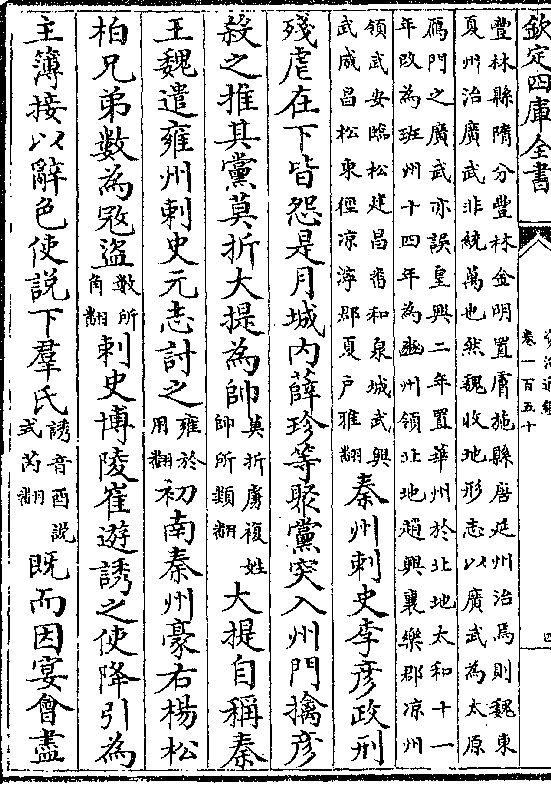 欽定四庫全書
資治通鑑
卷一百五十
四
豐林縣隋分豐林金明置膚施縣唐延州治焉則魏東
夏州治廣武非統萬也然魏收地形志以廣武為太原
鴈門之廣武亦誤皇興二年置華州於北地太和十一
年改為班州十四年為豳州領北地趙興襄樂郡涼州
領武安臨松建昌番和泉城武興
武威昌松東徑涼濘郡夏戶雅翻
秦州刺史李彥政刑
殘虐在下皆怨是月城內薛珍等聚黨突入州門擒彥
殺之推其黨莫折大提為帥
莫折虜複姓
帥所類翻
大提自稱秦
王魏遣雍州刺史元志討之
雍於
用翻
初南秦州豪右楊松
柏兄弟數為冦盜
數所
角翻
刺史博陵崔遊誘之使降引為
主簿接以辭色使說下羣氐
誘音酉說
式芮翻
既而因宴會盡